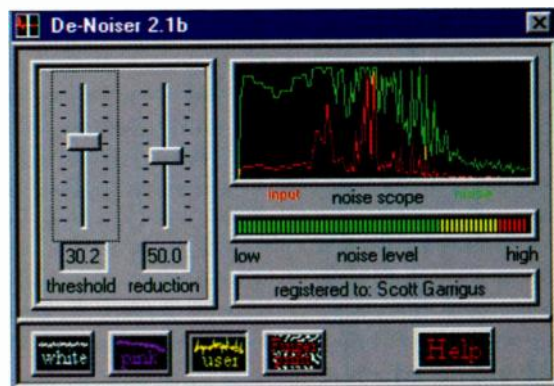 De-Noiser 2.1b
input noise scope noise
low noise level high
30.2 50.0
threshold reduction
registered to: Scott Garrigus
white pink user
Help